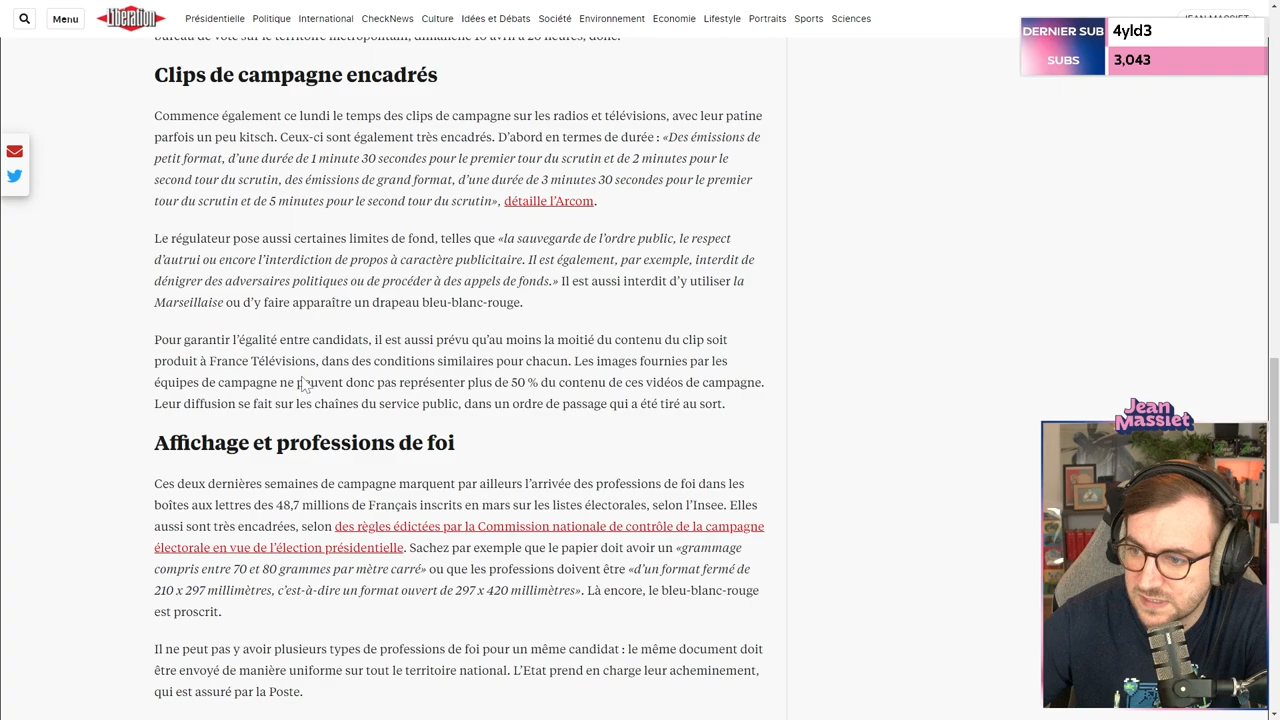 Menu
Libération
Présidentielle Politique International CheckNews Culture Idées et Débats Société Environnement Economie Lifestyle Portraits Sports Sciences
JEAN MASSIET
DERNIER SUB 4yld3
SUBS 3,043
bureau de vote sur le territoire métropolitain, dimanche 10 avril à 20 heures, donc.
Clips de campagne encadrés
Commence également ce lundi le temps des clips de campagne sur les radios et télévisions, avec leur patine
parfois un peu kitsch. Ceux-ci sont également très encadrés. D’abord en termes de durée : «Des émissions de
petit format, d’une durée de 1 minute 30 secondes pour le premier tour du scrutin et de 2 minutes pour le
second tour du scrutin, des émissions de grand format, d’une durée de 3 minutes 30 secondes pour le premier
tour du scrutin et de 5 minutes pour le second tour du scrutin», détaille l’Arcom.
Le régulateur pose aussi certaines limites de fond, telles que «la sauvegarde de l’ordre public, le respect
d’autrui ou encore l’interdiction de propos à caractère publicitaire. Il est également, par exemple, interdit de
dénigrer des adversaires politiques ou de procéder à des appels de fonds.» Il est aussi interdit d’y utiliser la
Marseillaise ou d’y faire apparaître un drapeau bleu-blanc-rouge.
Pour garantir l’égalité entre candidats, il est aussi prévu qu’au moins la moitié du contenu du clip soit
produit à France Télévisions, dans des conditions similaires pour chacun. Les images fournies par les
équipes de campagne ne peuvent donc pas représenter plus de 50 % du contenu de ces vidéos de campagne.
Leur diffusion se fait sur les chaînes du service public, dans un ordre de passage qui a été tiré au sort.
Jean
Massiet
Affichage et professions de foi
Ces deux dernières semaines de campagne marquent par ailleurs l’arrivée des professions de foi dans les
boîtes aux lettres des 48,7 millions de Français inscrits en mars sur les listes électorales, selon l’Insee. Elles
aussi sont très encadrées, selon des règles édictées par la Commission nationale de contrôle de la campagne
électorale en vue de l’élection présidentielle. Sachez par exemple que le papier doit avoir un «grammage
compris entre 70 et 80 grammes par mètre carré» ou que les professions doivent être «d’un format fermé de
210 x 297 millimètres, c’est-à-dire un format ouvert de 297 x 420 millimètres». Là encore, le bleu-blanc-rouge
est proscrit.
Il ne peut pas y avoir plusieurs types de professions de foi pour un même candidat : le même document doit
être envoyé de manière uniforme sur tout le territoire national. L’Etat prend en charge leur acheminement,
qui est assuré par la Poste.